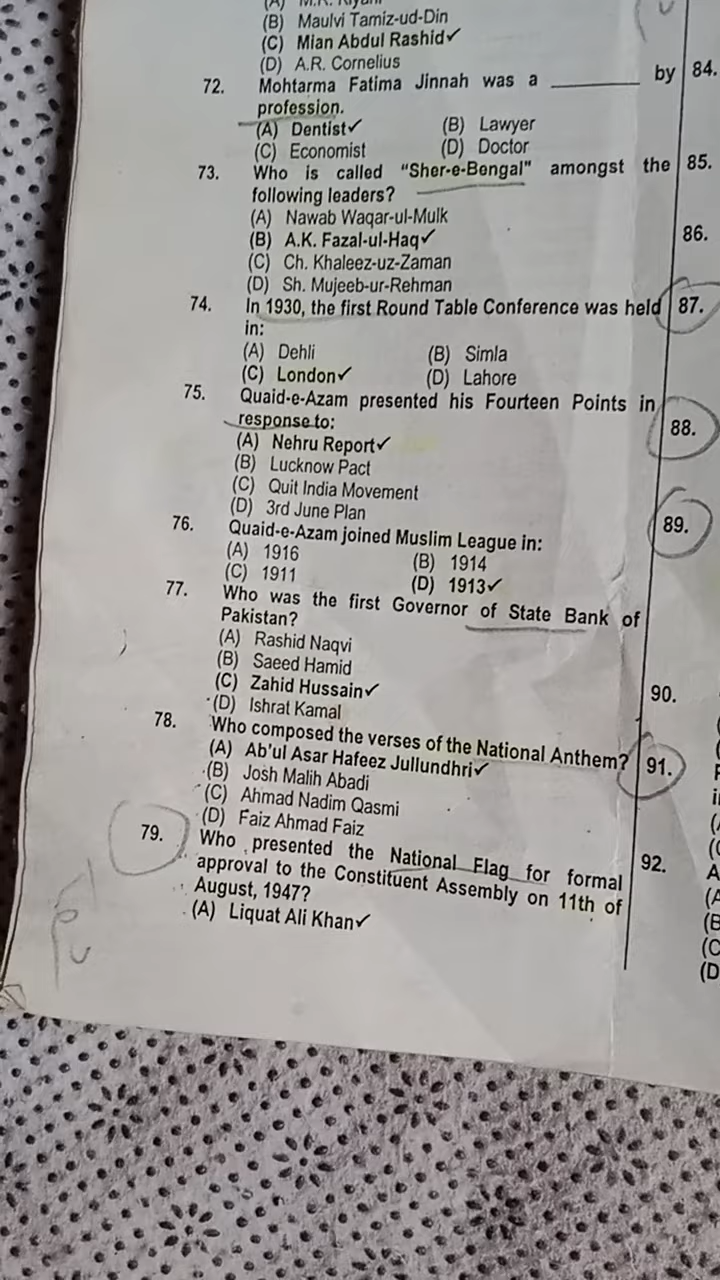 (B) Maulvi Tamiz-ud-Din
(C) Mian Abdul Rashid✓
(D) A.R. Cornelius
72. Mohtarma Fatima Jinnah was a ________ by
profession.
(A) Dentist✓ (B) Lawyer
(C) Economist (D) Doctor
73. Who is called "Sher-e-Bengal" amongst the
following leaders?
(A) Nawab Waqar-ul-Mulk
(B) A.K. Fazal-ul-Haq✓
(C) Ch. Khaleez-uz-Zaman
(D) Sh. Mujeeb-ur-Rehman
74. In 1930, the first Round Table Conference was held
in:
(A) Dehli (B) Simla
(C) London✓ (D) Lahore
75. Quaid-e-Azam presented his Fourteen Points in
response to:
(A) Nehru Report✓
(B) Lucknow Pact
(C) Quit India Movement
(D) 3rd June Plan
76. Quaid-e-Azam joined Muslim League in:
(A) 1916 (B) 1914
(C) 1911 (D) 1913✓
77. Who was the first Governor of State Bank of
Pakistan?
(A) Rashid Naqvi
(B) Saeed Hamid
(C) Zahid Hussain✓
(D) Ishrat Kamal
78. Who composed the verses of the National Anthem?
(A) Ab'ul Asar Hafeez Jullundhri✓
(B) Josh Malih Abadi
(C) Ahmad Nadim Qasmi
(D) Faiz Ahmad Faiz
79. Who presented the National Flag for formal
approval to the Constituent Assembly on 11th of
August, 1947?
(A) Liquat Ali Khan✓
84.
85.
86.
87.
88.
89.
90.
91.
92.
(A
(B
(C
(D